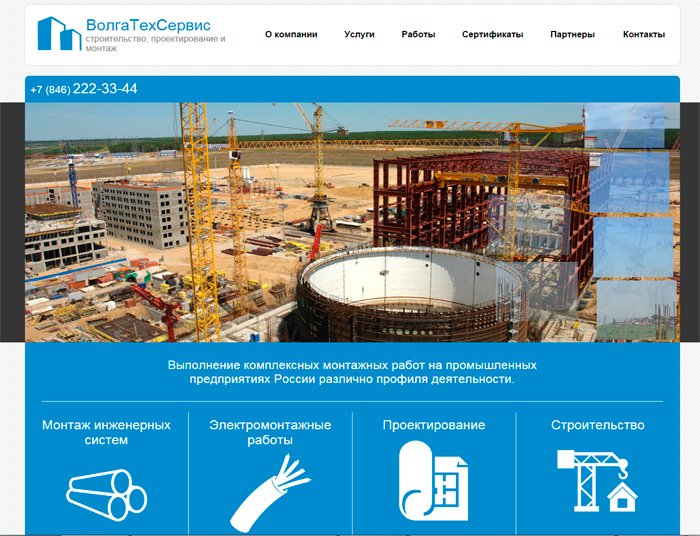 ВолгаТехСервис
строительство, проектирование и
монтаж
О компании Услуги Работы Сертификаты Партнеры Контакты
+7 (846) 222-33-44
Выполнение комплексных монтажных работ на промышленных
предприятиях России различно профиля деятельности.
Монтаж инженерных
систем
Электромонтажные
работы
Проектирование
Строительство